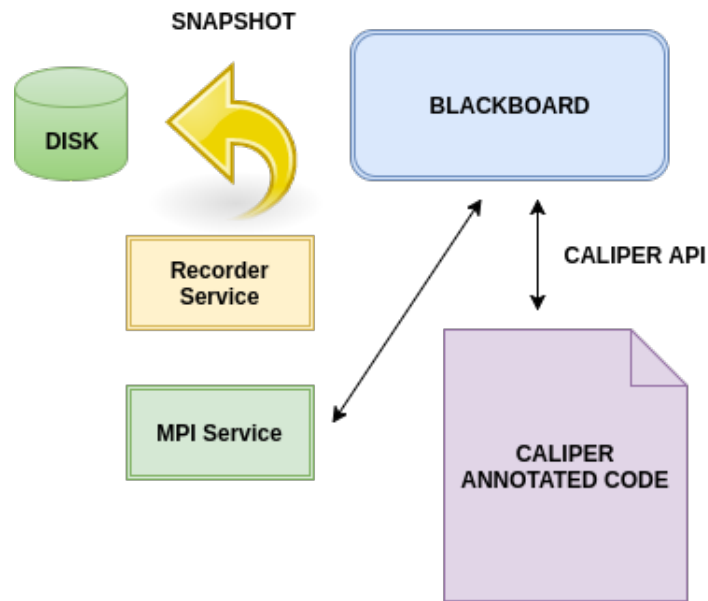 SNAPSHOT
BLACKBOARD
DISK
CALIPER API
Recorder
Service
MPI Service
CALIPER
ANNOTATED CODE